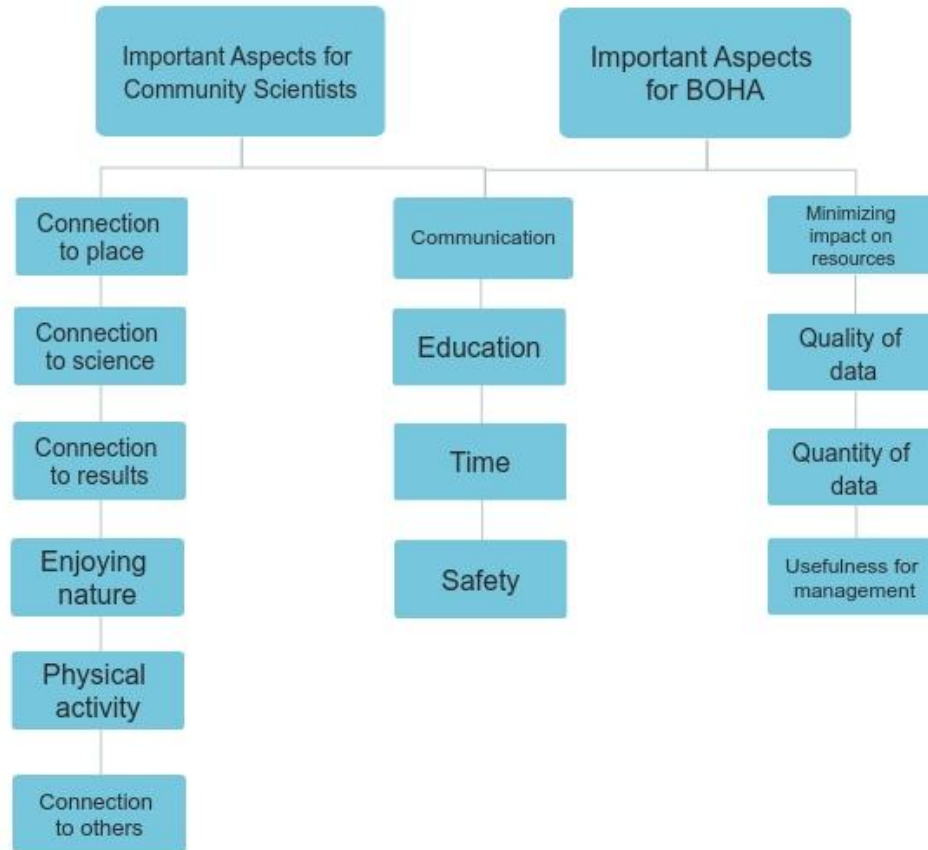 Important Aspects for
Community Scientists
Important Aspects
for BOHA
Connection
to place
Connection
to science
Connection
to results
Enjoying
nature
Physical
activity
Connection
to others
Communication
Education
Time
Safety
Minimizing
impact on
resources
Quality of
data
Quantity of
data
Usefulness for
management